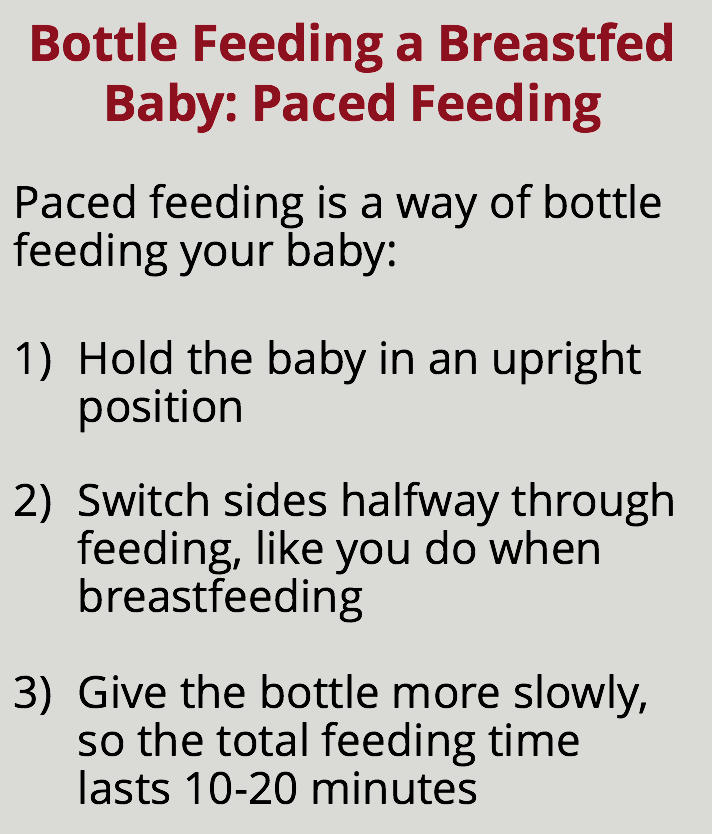 Bottle Feeding a Breastfed
Baby: Paced Feeding
Paced feeding is a way of bottle
feeding your baby:
1) Hold the baby in an upright
position
2) Switch sides halfway through
feeding, like you do when
breastfeeding
3) Give the bottle more slowly,
so the total feeding time
lasts 10-20 minutes